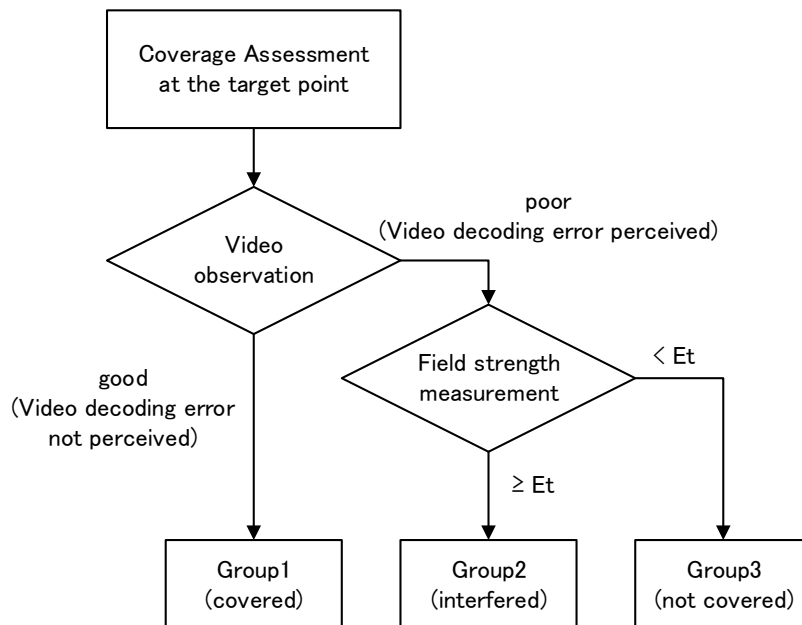 Coverage Assessment
at the target point
Video
observation
poor
(Video decoding error perceived)
good
(Video decoding error
not perceived)
Field strength
measurement
< Et
≥ Et
Group1
(covered)
Group2
(interfered)
Group3
(not covered)